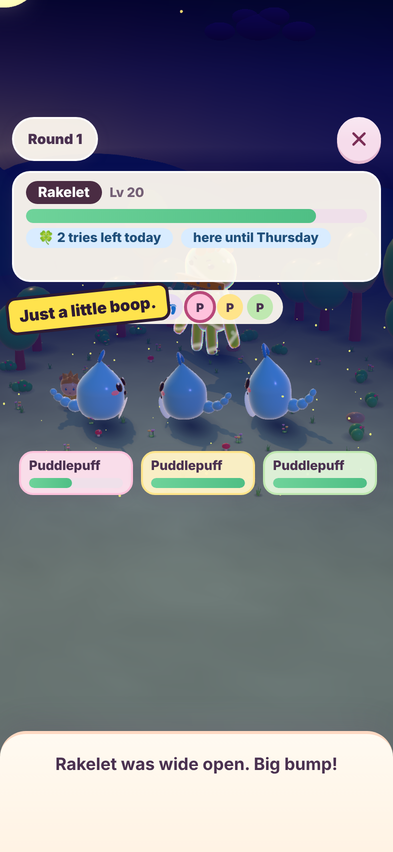 Round 1
Rakelet Lv 20
🍀 2 tries left today here until Thursday
Just a little boop.
P P P
Puddlepuff Puddlepuff Puddlepuff
Rakelet was wide open. Big bump!